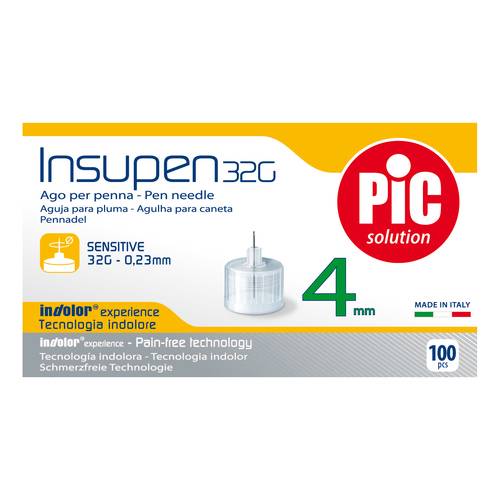 Insupen 32G
Ago per penna - Pen needle
Aguja para pluma - Agulha para caneta
Pennadel
SENSITIVE
32G - 0,23mm
indolor® experience
Tecnologia indolore
indolor® experience - Pain-free technology
Tecnología indolora - Tecnologia indolor
Schmerzfreie Technologie
4 mm
PiC
solution
MADE IN ITALY
100
pcs